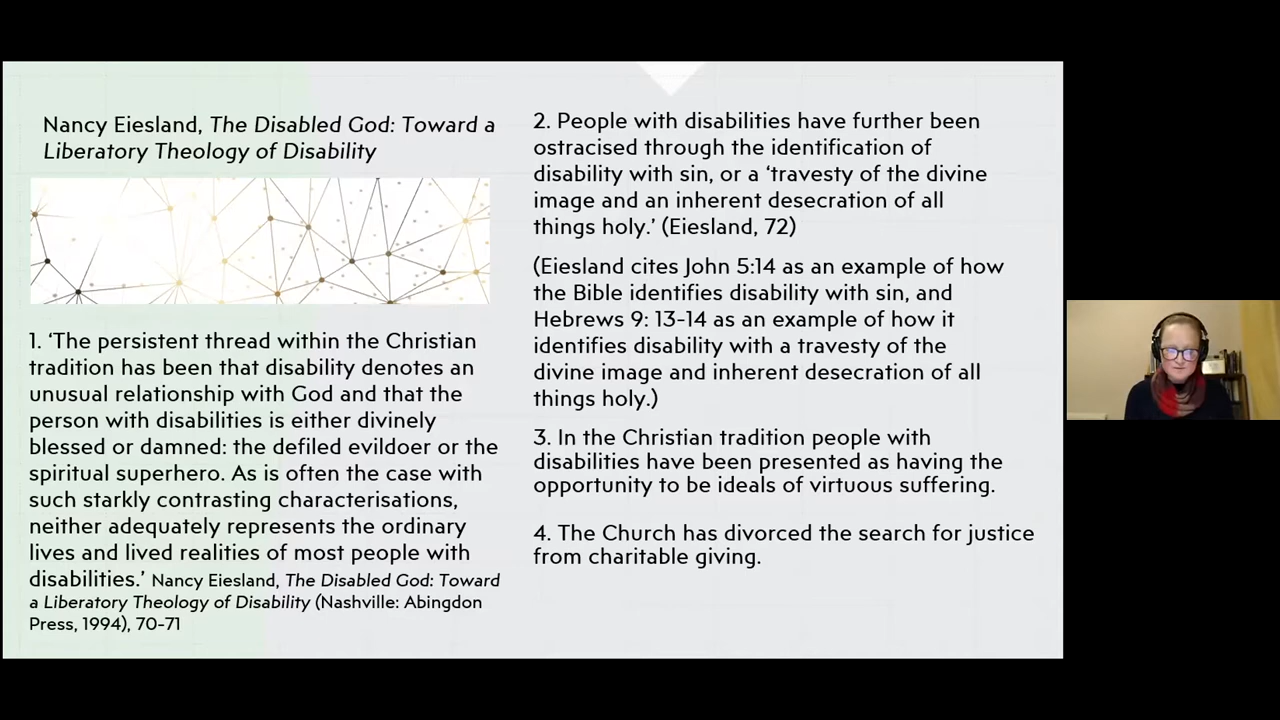 Nancy Eiesland, The Disabled God: Toward a
Liberatory Theology of Disability
1. ‘The persistent thread within the Christian
tradition has been that disability denotes an
unusual relationship with God and that the
person with disabilities is either divinely
blessed or damned: the defiled evildoer or the
spiritual superhero. As is often the case with
such starkly contrasting characterisations,
neither adequately represents the ordinary
lives and lived realities of most people with
disabilities.’ Nancy Eiesland, The Disabled God: Toward
a Liberatory Theology of Disability (Nashville: Abingdon
Press, 1994), 70-71
2. People with disabilities have further been
ostracised through the identification of
disability with sin, or a ‘travesty of the divine
image and an inherent desecration of all
things holy.’ (Eiesland, 72)
(Eiesland cites John 5:14 as an example of how
the Bible identifies disability with sin, and
Hebrews 9: 13-14 as an example of how it
identifies disability with a travesty of the
divine image and inherent desecration of all
things holy.)
3. In the Christian tradition people with
disabilities have been presented as having the
opportunity to be ideals of virtuous suffering.
4. The Church has divorced the search for justice
from charitable giving.